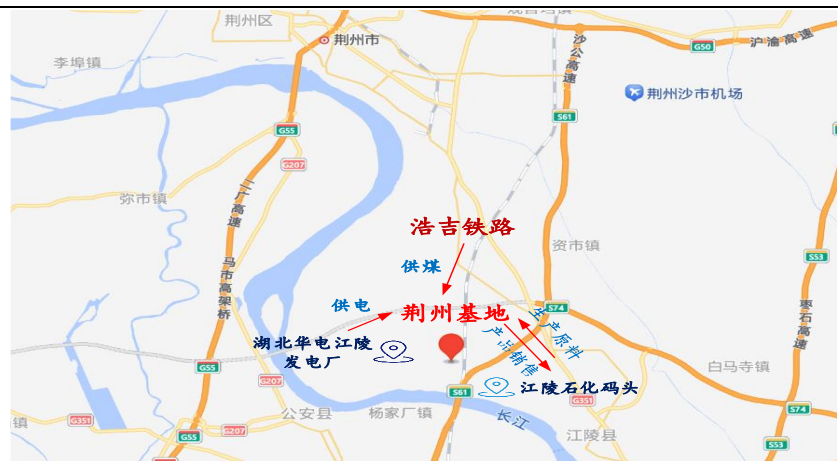 荆州区
荆州市
G50
沪渝高速
李埠镇
沙公高速
荆州沙市机场
S61
G55
G207
弥市镇
二广高速
浩吉铁路
资市镇
供煤
S53
马市高架桥
供电
荆州基地
S74
枣石高速
生产原料
湖北华电江陵
发电厂
产品销售
G55
白马寺镇
G207
S61
江陵石化码头
G351
公安县
杨家厂镇
长江
S74
G351
G207
G55
江陵县
S53